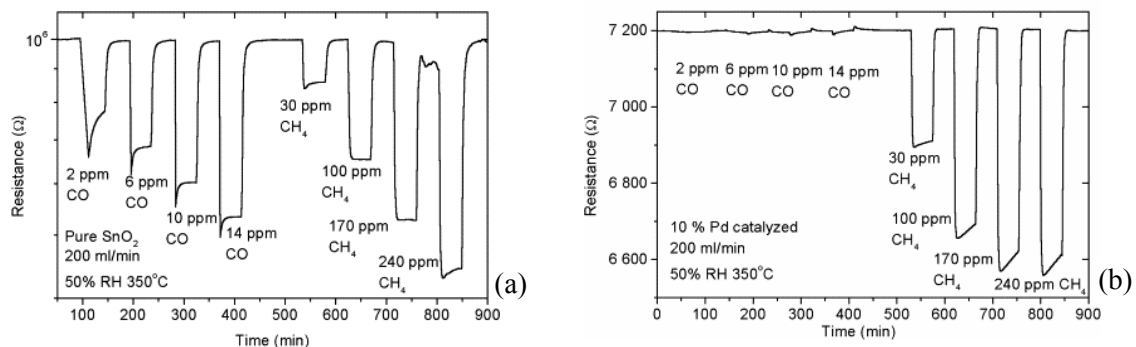 10⁶
Resistance (Ω)
2 ppm
CO
6 ppm
CO
10 ppm
CO
14 ppm
CO
30 ppm
CH₄
100 ppm
CH₄
170 ppm
CH₄
240 ppm
CH₄
Pure SnO₂
200 ml/min
50% RH 350°C
100 200 300 400 500 600 700 800 900
Time (min)
(a)
7 200
7 000
6 800
6 600
Resistance (Ω)
2 ppm 6 ppm 10 ppm 14 ppm
CO CO CO CO
30 ppm
CH₄
100 ppm
CH₄
170 ppm
CH₄
240 ppm CH₄
10 % Pd catalyzed
200 ml/min
50% RH 350°C
0 100 200 300 400 500 600 700 800 900
Time (min)
(b)